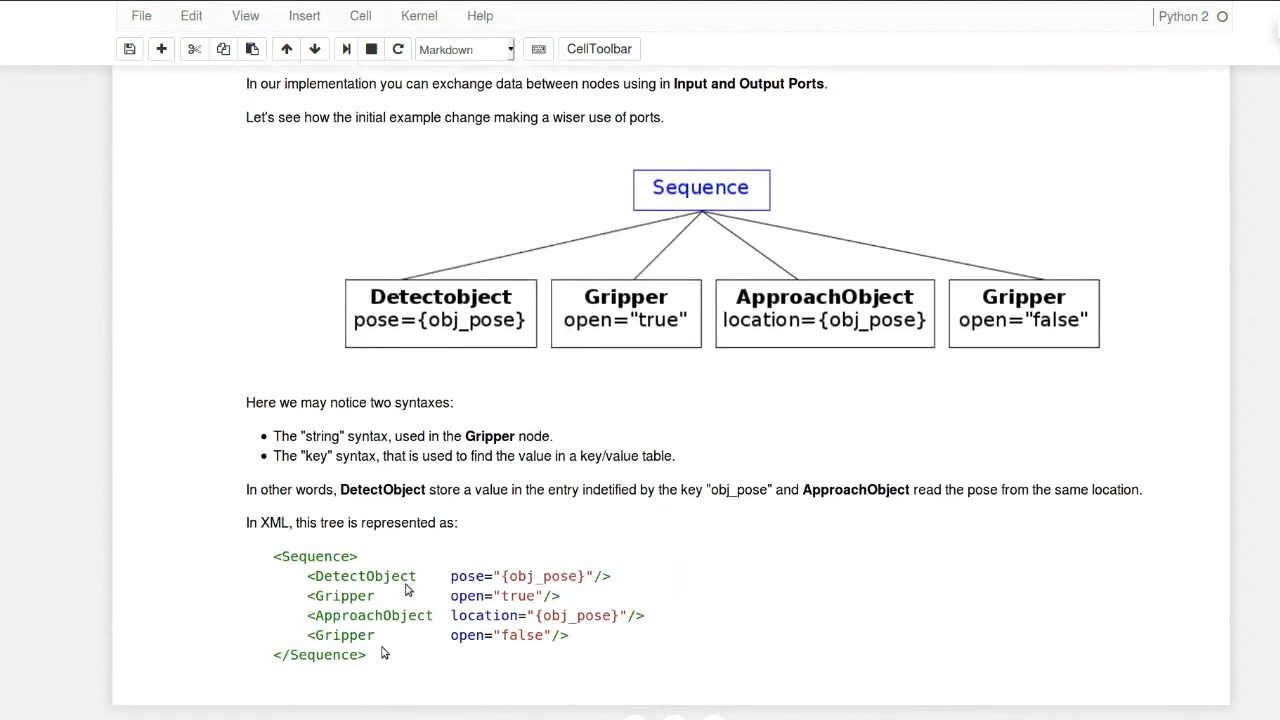 File Edit View Insert Cell Kernel Help Python 2
Markdown CellToolbar
In our implementation you can exchange data between nodes using in Input and Output Ports.
Let's see how the initial example change making a wiser use of ports.
Sequence
Detectobject Gripper ApproachObject Gripper
pose={obj_pose} open="true" location={obj_pose} open="false"
Here we may notice two syntaxes:
The "string" syntax, used in the Gripper node.
The "key" syntax, that is used to find the value in a key/value table.
In other words, DetectObject store a value in the entry indetified by the key "obj_pose" and ApproachObject read the pose from the same location.
In XML, this tree is represented as:
<Sequence>
<DetectObject pose="{obj_pose}"/>
<Gripper open="true"/>
<ApproachObject location="{obj_pose}"/>
<Gripper open="false"/>
</Sequence>